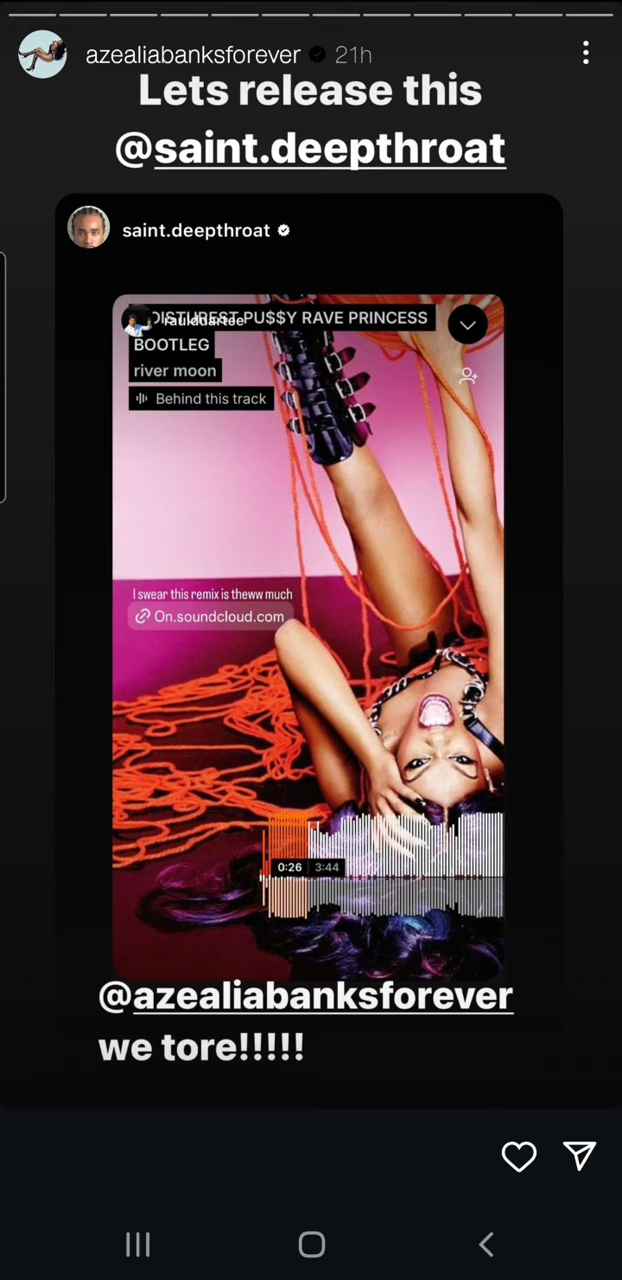 azealiabanksforever 21h
Lets release this
@saint.deepthroat
saint.deepthroat
PU$$Y RAVE PRINCESS
BOOTLEG
river moon
Behind this track
I swear this remix is theww much
On.soundcloud.com
0:26 3:44
@azealiabanksforever
we tore!!!!!